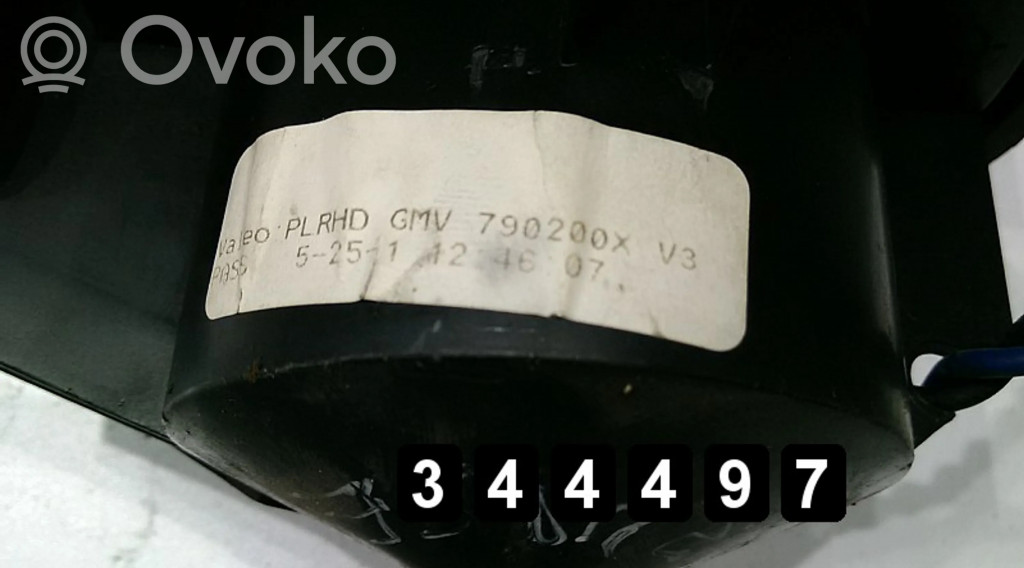 Ovoko
valeo PLRHD GMV 790200X V3
PASS 5-25-1 12 46 07
344497